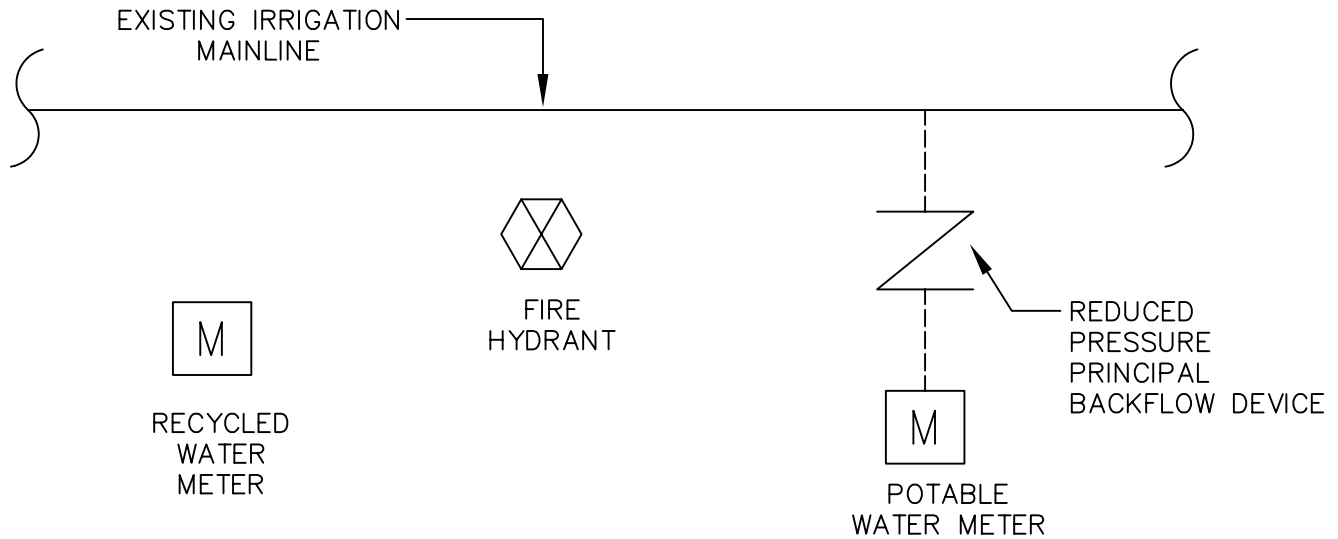 EXISTING IRRIGATION
MAINLINE
FIRE
HYDRANT
M
RECYCLED
WATER
METER
REDUCED
PRESSURE
PRINCIPAL
BACKFLOW DEVICE
M
POTABLE
WATER METER